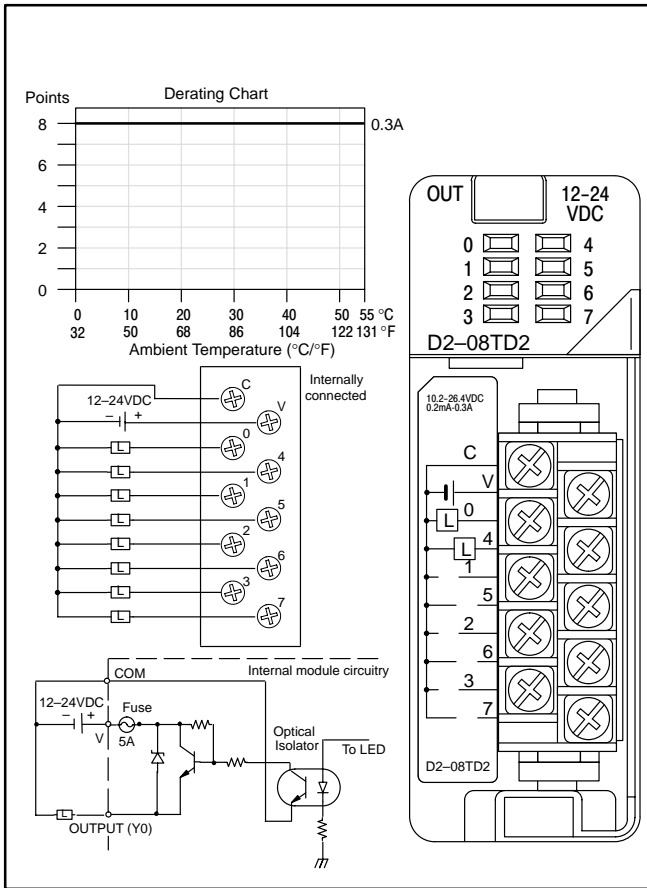 Derating Chart
Points
8
6
4
2
0
0.3A
0 10 20 30 40 50 55 °C
32 50 68 86 104 122 131 °F
Ambient Temperature (°C/°F)
Internally
connected
12–24VDC
– +
C
V
0
4
1
5
2
6
3
7
L
L
L
L
L
L
L
L
COM
Internal module circuitry
12–24VDC
– +
V
Fuse
5A
Optical
Isolator
To LED
L
OUTPUT (Y0)
OUT
12–24
VDC
0 4
1 5
2 6
3 7
D2–08TD2
10.2–26.4VDC
0.2mA-0.3A
C
V
L 0
L 4
1
5
2
6
3
7
D2–08TD2